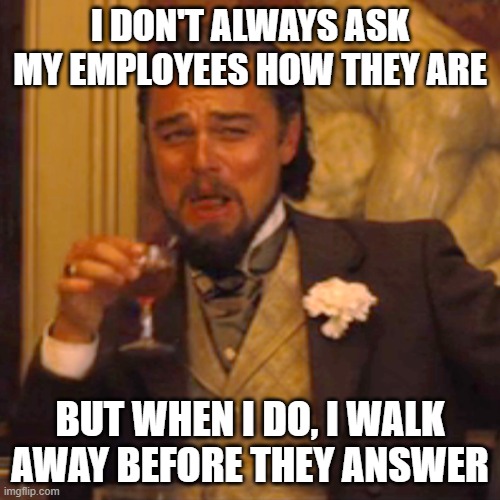 I DON'T ALWAYS ASK
MY EMPLOYEES HOW THEY ARE
BUT WHEN I DO, I WALK
AWAY BEFORE THEY ANSWER
imgflip.com